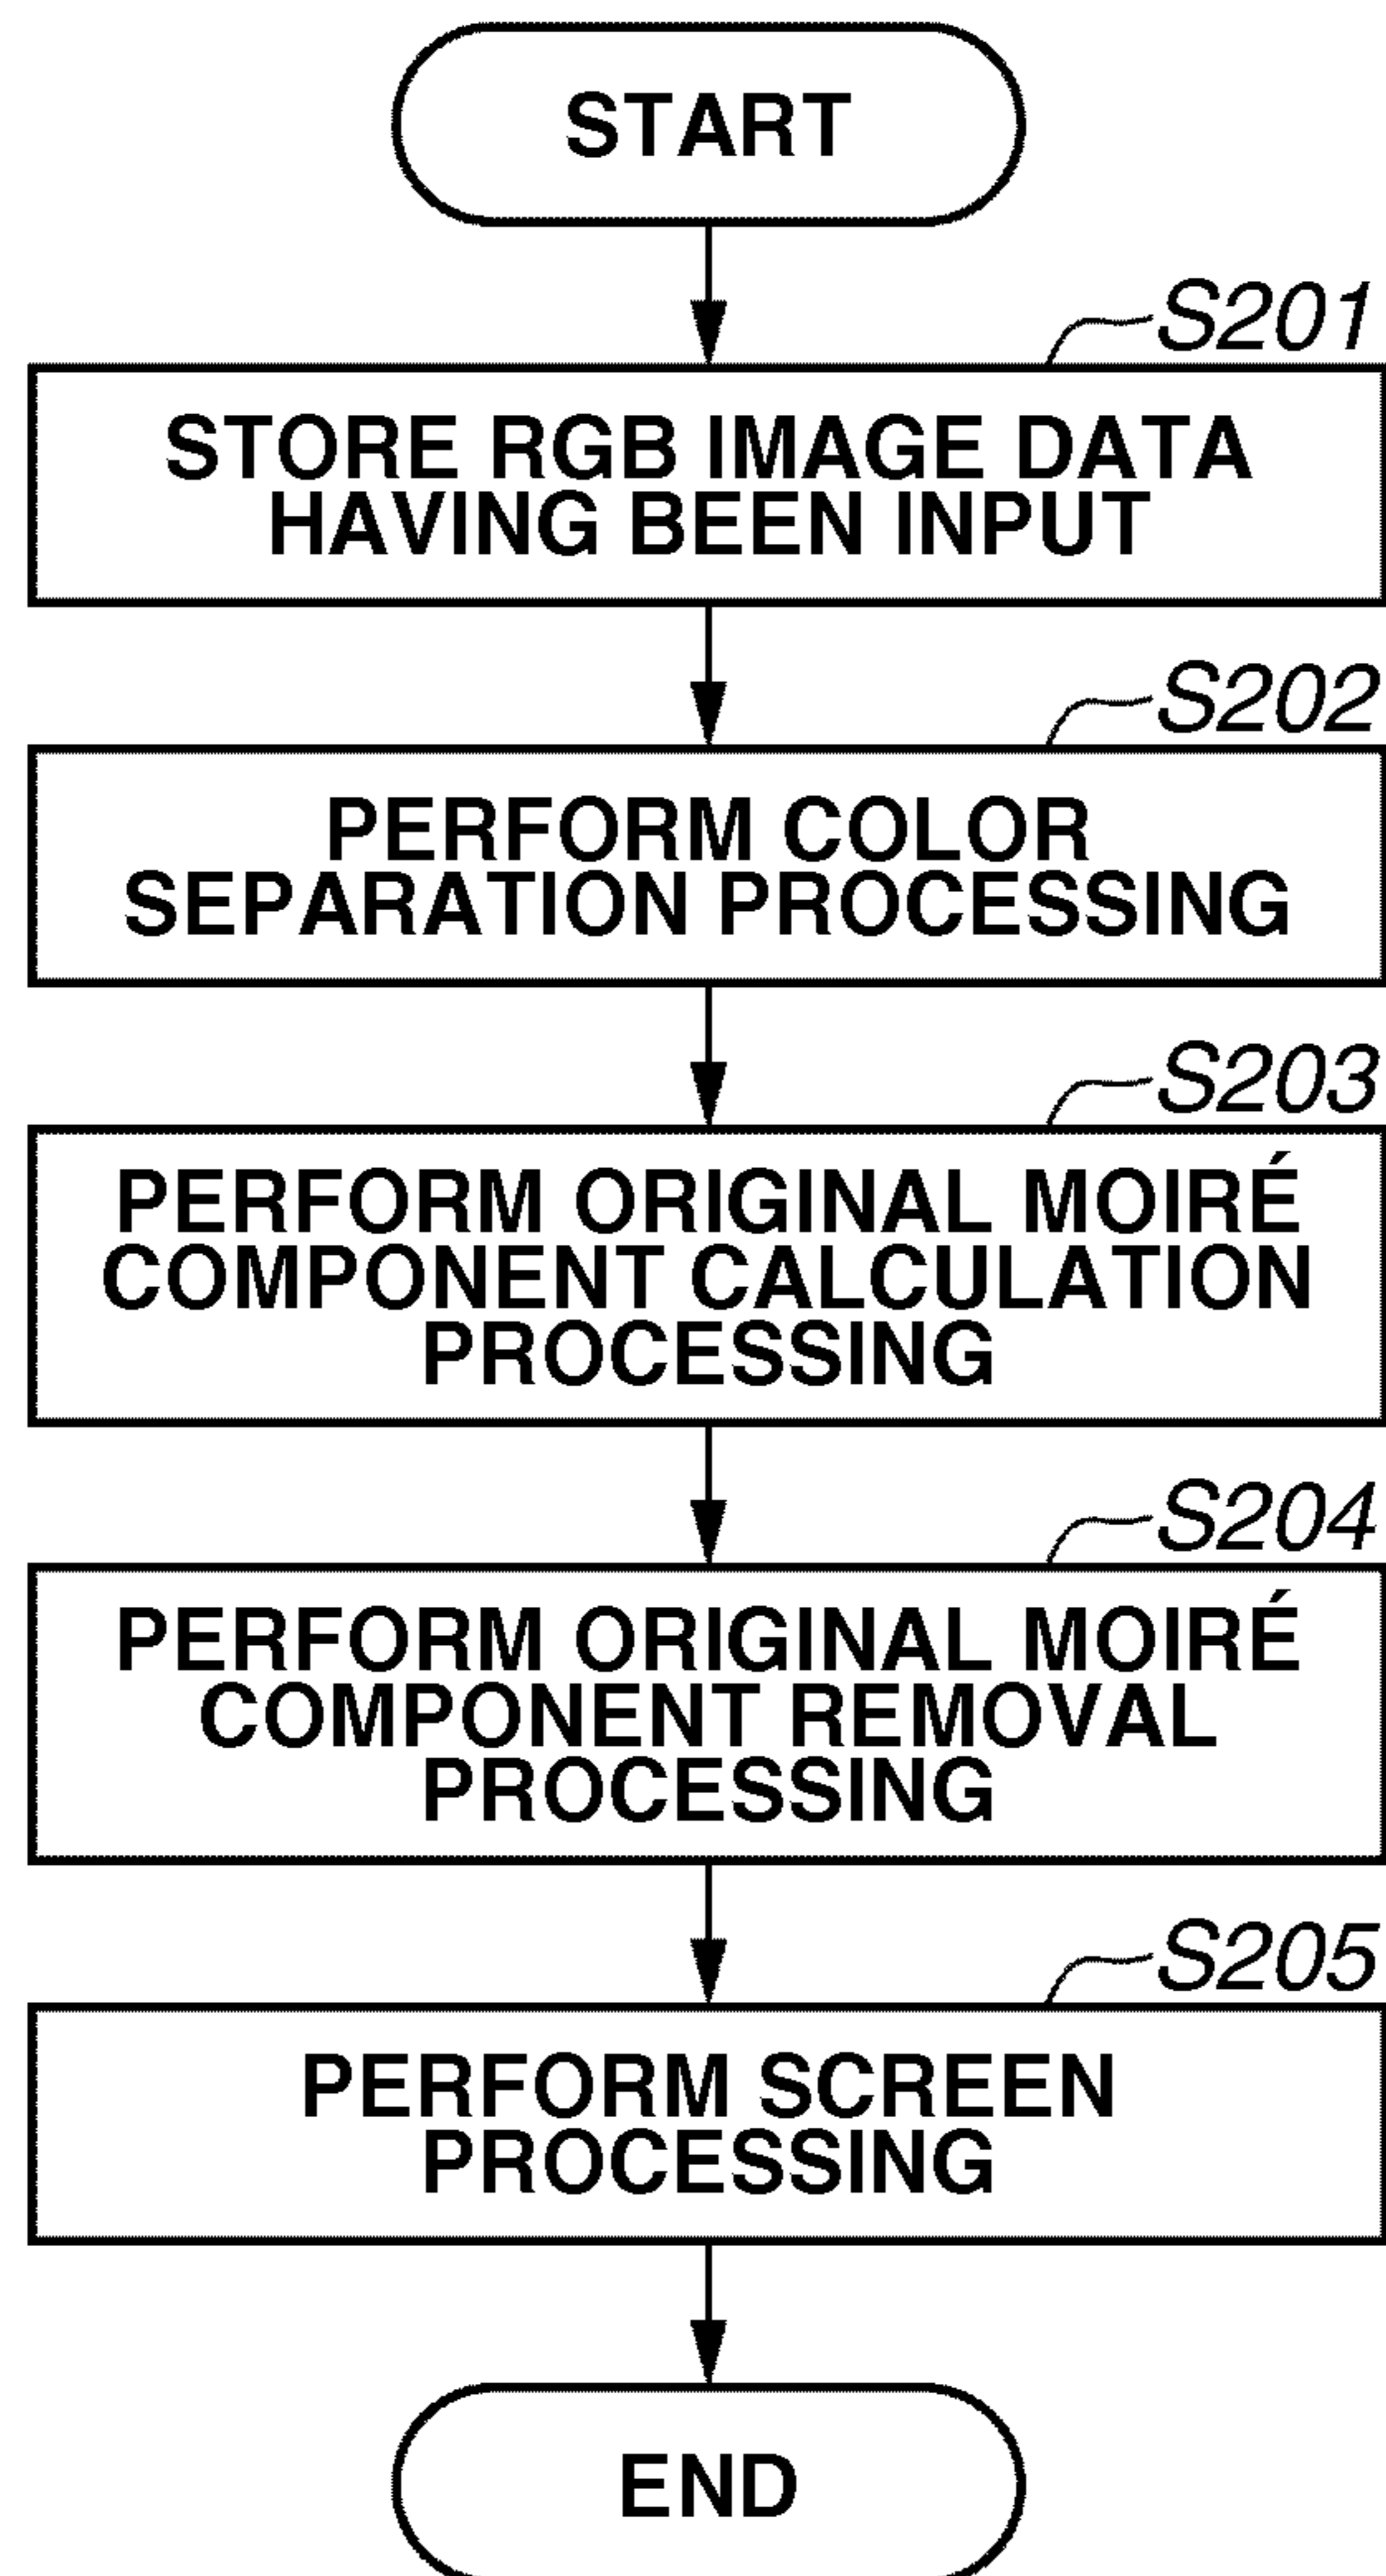 START
S201
STORE RGB IMAGE DATA
HAVING BEEN INPUT
S202
PERFORM COLOR
SEPARATION PROCESSING
S203
PERFORM ORIGINAL MOIRÉ
COMPONENT CALCULATION
PROCESSING
S204
PERFORM ORIGINAL MOIRÉ
COMPONENT REMOVAL
PROCESSING
S205
PERFORM SCREEN
PROCESSING
END